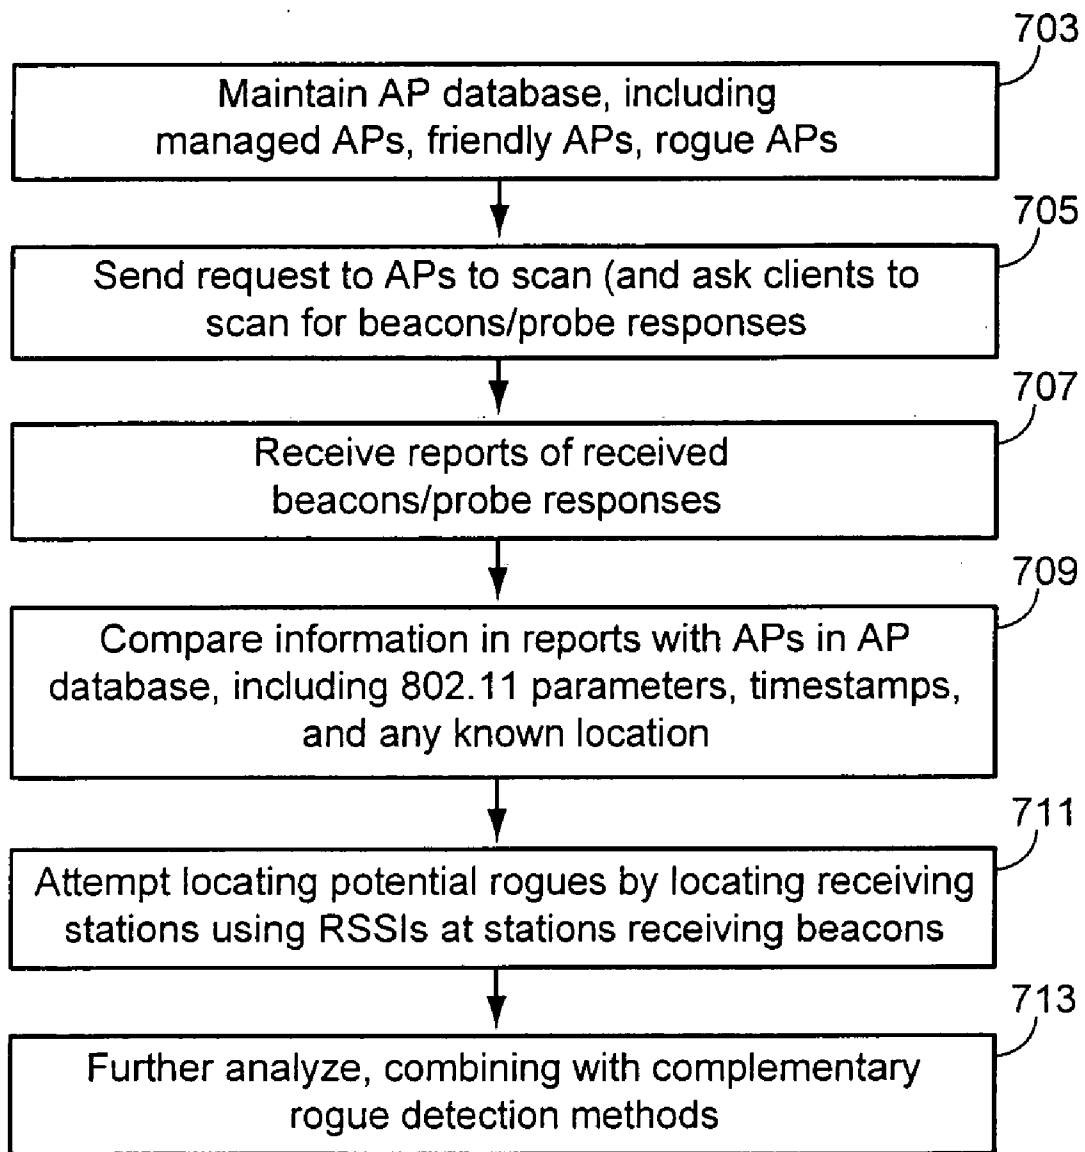 703
Maintain AP database, including
managed APs, friendly APs, rogue APs
705
Send request to APs to scan (and ask clients to
scan for beacons/probe responses
707
Receive reports of received
beacons/probe responses
709
Compare information in reports with APs in AP
database, including 802.11 parameters, timestamps,
and any known location
711
Attempt locating potential rogues by locating receiving
stations using RSSIs at stations receiving beacons
713
Further analyze, combining with complementary
rogue detection methods